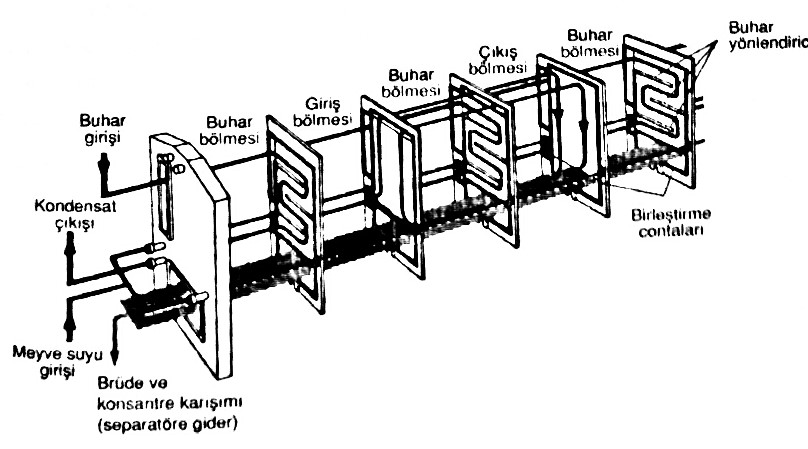 Buhar
yönlendiric
Buhar
bölmesi
Çıkış
bölmesi
Buhar
bölmesi
Giriş
bölmesi
Buhar
bölmesi
Buhar
girişi
Kondensat
çıkışı
Birleştirme
contaları
Meyve suyu
girişi
Brüde ve
konsantre karışımı
(separatöre gider)